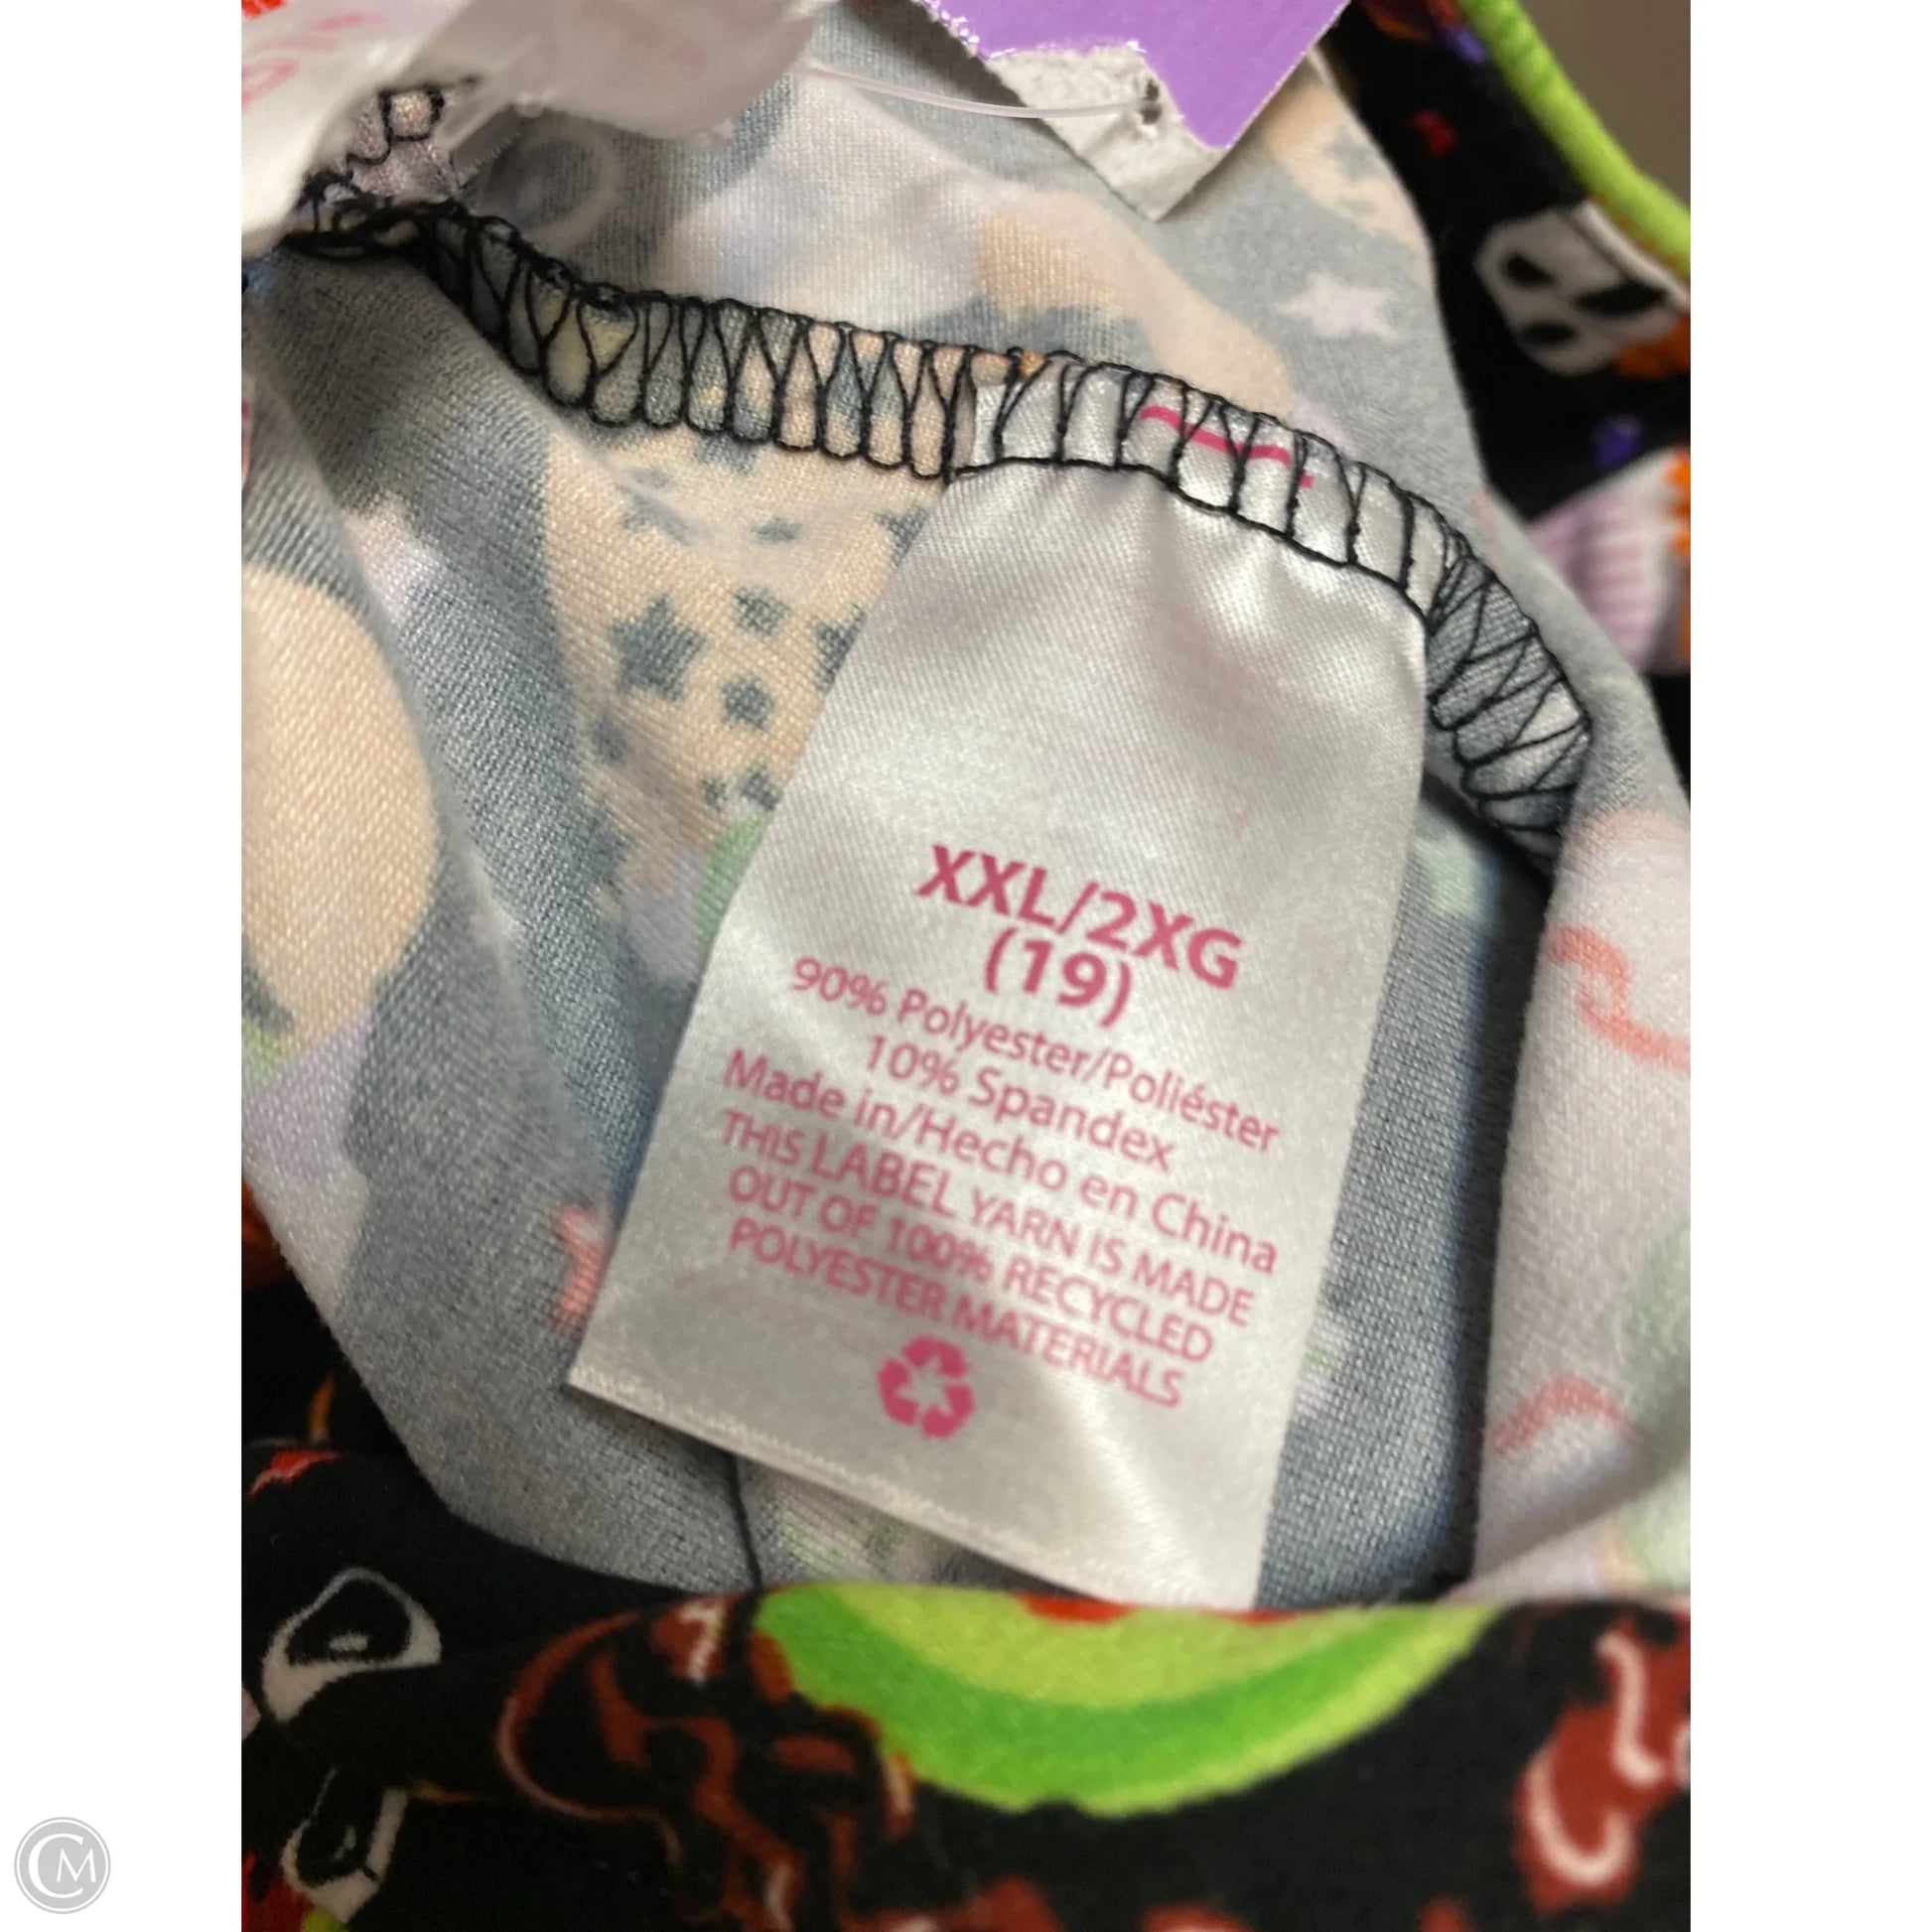 XXL/2XG
(19)
90% Polyester/Poliéster
10% Spandex
Made in/Hecho en China
THIS LABEL YARN IS MADE
OUT OF 100% RECYCLED
POLYESTER MATERIALS
CM